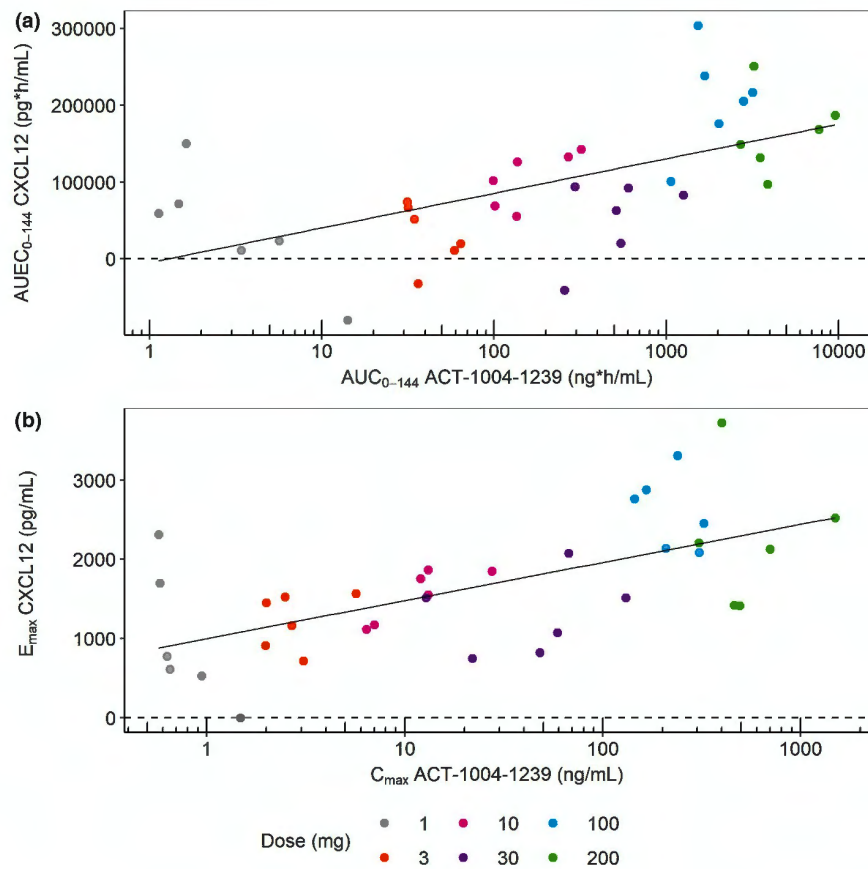 (a)
300000
200000
100000
0
AUEC0–144 CXCL12 (pg*h/mL)
1 10 100 1000 10000
AUC0–144 ACT-1004-1239 (ng*h/mL)
(b)
3000
2000
1000
0
Emax CXCL12 (pg/mL)
1 10 100 1000
Cmax ACT-1004-1239 (ng/mL)
Dose (mg)
1 10 100
3 30 200